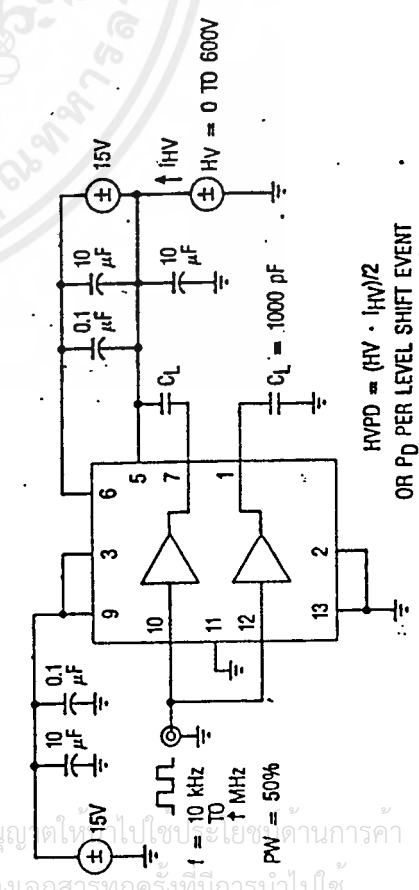 15V
10 µF
0.1 µF
9
3
6
0.1 µF
10 µF
15V
5
10 µF
IHV
HV = 0 TO 600V
f = 10 kHz
TO
1 MHz
PW = 50%
10
11
12
7
1
CL
CL = 1000 pF
13
2
HVPD = (HV · IHV)/2
OR PD PER LEVEL SHIFT EVENT